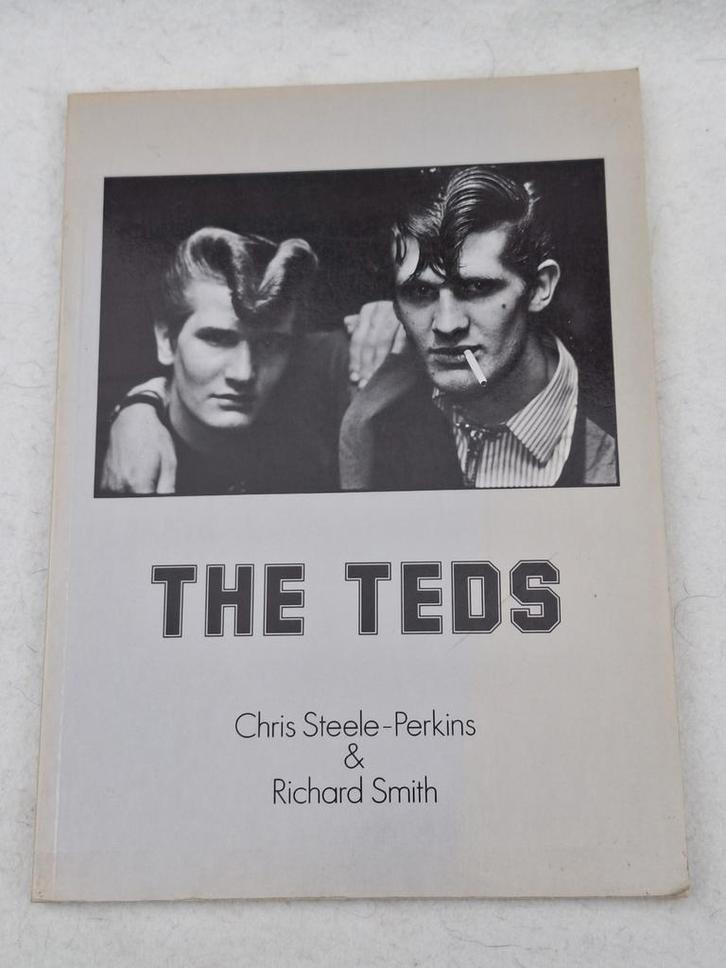 THE TEDS
Chris Steele-Perkins
&
Richard Smith